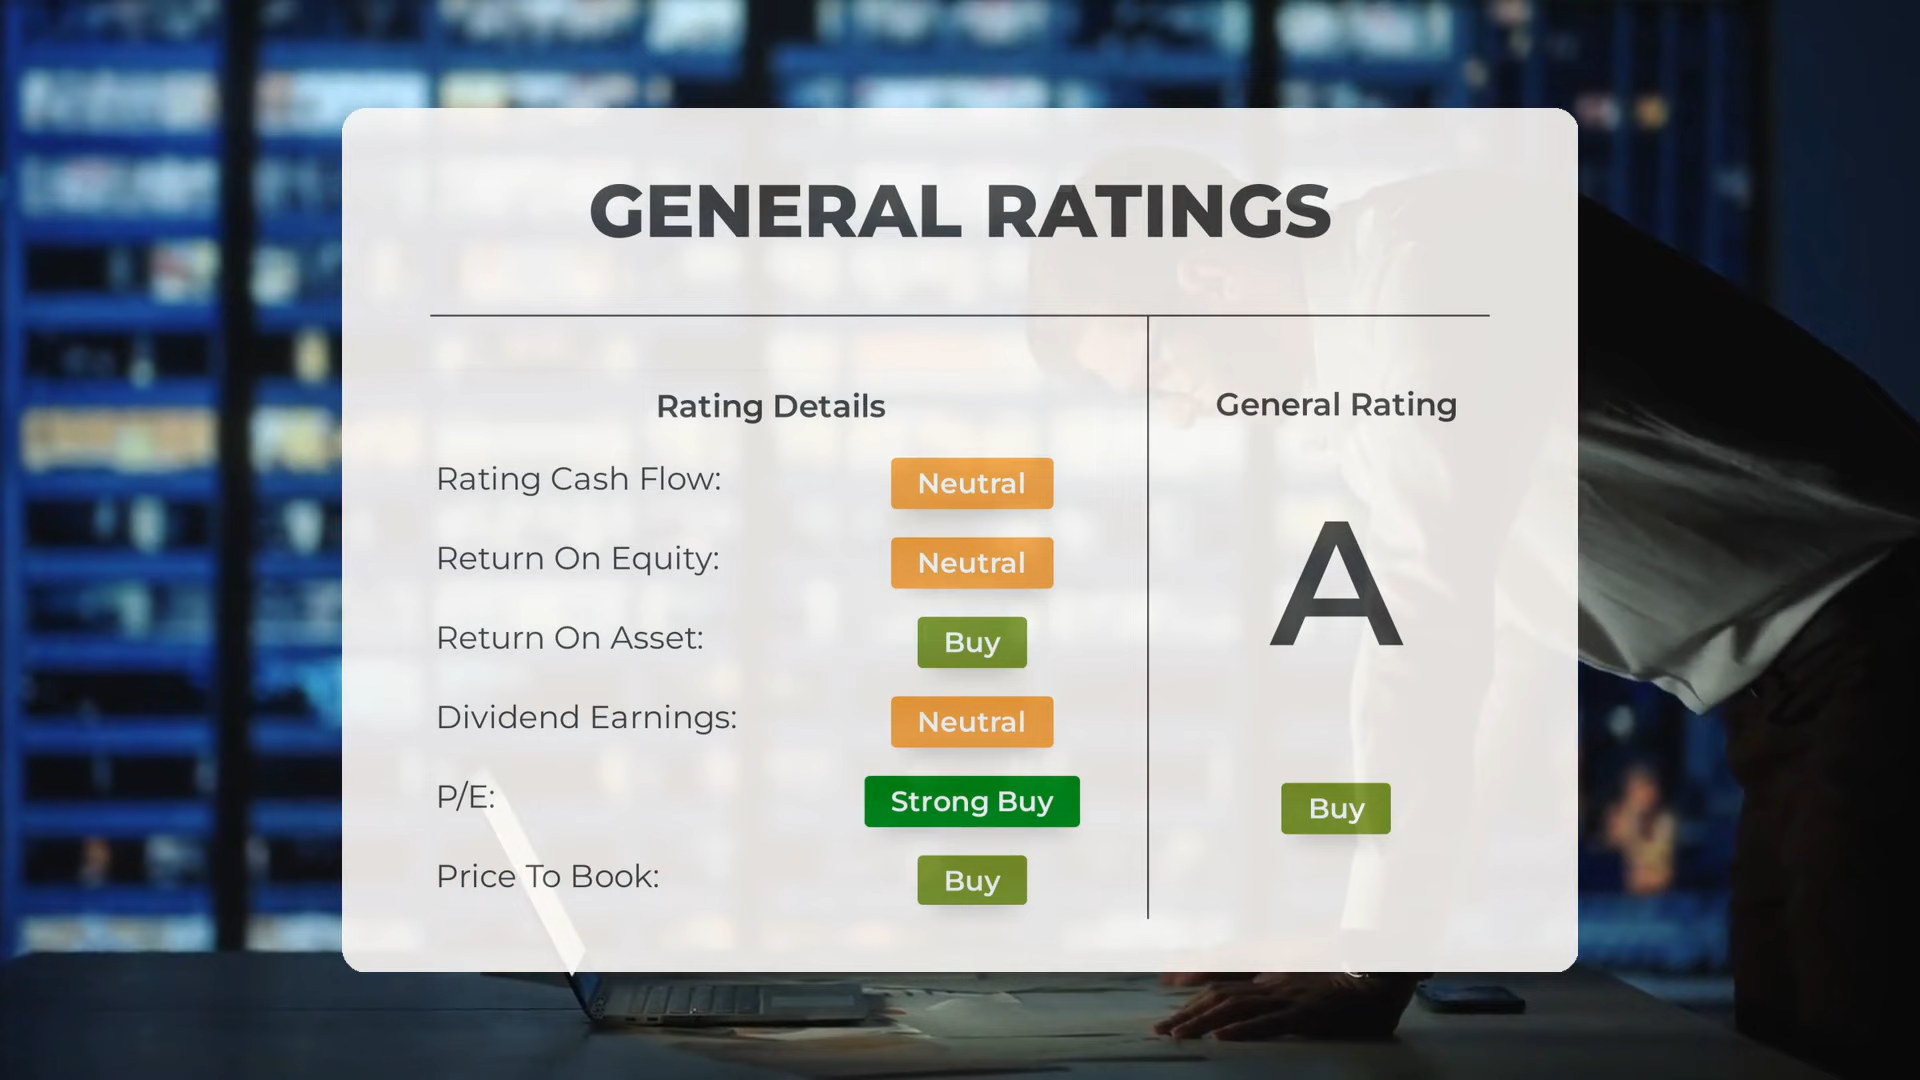 GENERAL RATINGS
Rating Details
Rating Cash Flow: Neutral
Return On Equity: Neutral
Return On Asset: Buy
Dividend Earnings: Neutral
P/E: Strong Buy
Price To Book: Buy
General Rating
A
Buy